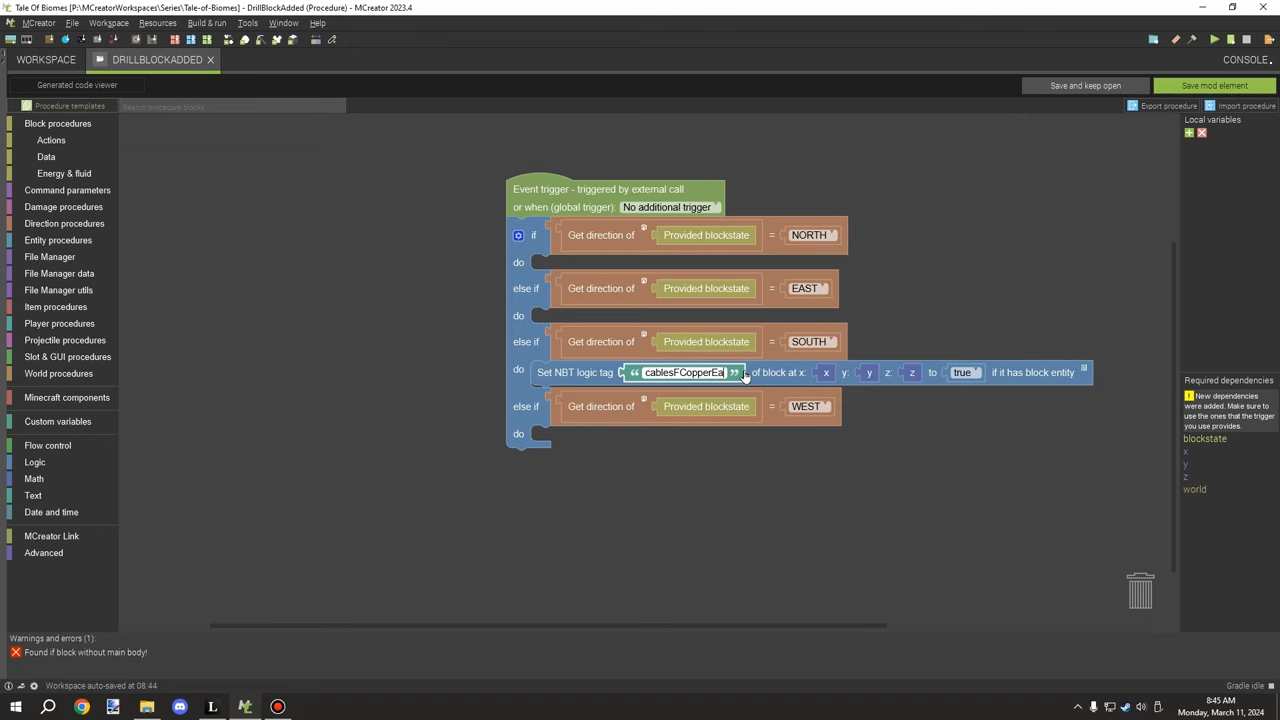 Tale Of Biomes [P:\MCreatorWorkspaces\Series\Tale-of-Biomes] - DrillBlockAdded (Procedure) - MCreator 2023.4
MCreator File Workspace Resources Build & run Tools Window Help
WORKSPACE DRILLBLOCKADDED CONSOLE
Generated code viewer Save and keep open Save mod element
Procedure templates Search procedure blocks Export procedure Import procedure
Block procedures
Actions
Data
Energy & fluid
Command parameters
Damage procedures
Direction procedures
Entity procedures
File Manager
File Manager data
File Manager utils
Item procedures
Player procedures
Projectile procedures
Slot & GUI procedures
World procedures
Minecraft components
Custom variables
Flow control
Logic
Math
Text
Date and time
MCreator Link
Advanced
Event trigger - triggered by external call
or when (global trigger): No additional trigger
if Get direction of Provided blockstate = NORTH
do
else if Get direction of Provided blockstate = EAST
do
else if Get direction of Provided blockstate = SOUTH
do Set NBT logic tag “ cablesFCopperEa ” of block at x: x y: y z: z to true if it has block entity
else if Get direction of Provided blockstate = WEST
do
Local variables
Required dependencies
New dependencies
were added. Make sure to
use the ones that the trigger
you use provides.
blockstate
x
y
z
world
Warnings and errors (1):
Found if block without main body!
Workspace auto-saved at 08:44 Gradle idle
8:45 AM
Monday, March 11, 2024